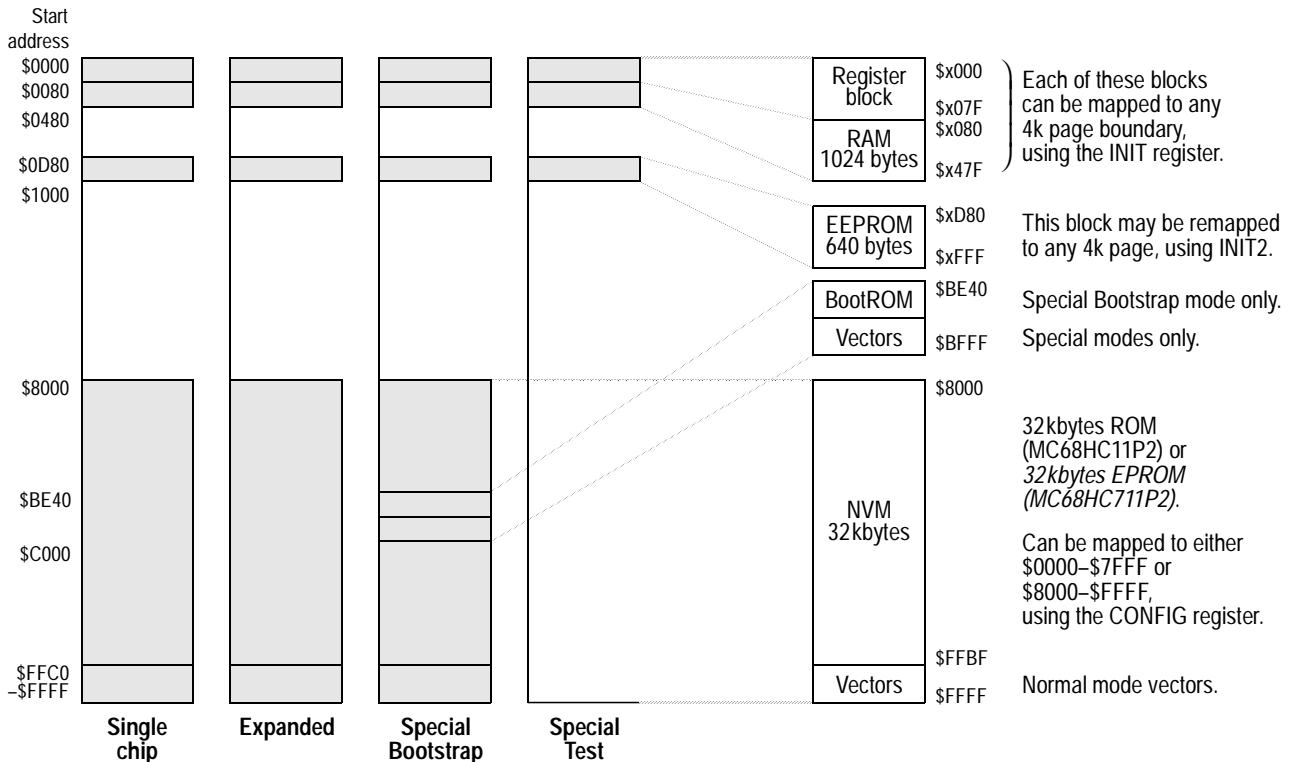 Start
address
$0000
$0080
$0480
$0D80
$1000
$8000
$BE40
$C000
$FFC0
–$FFFF
Single
chip
Expanded
Special
Bootstrap
Special
Test
Register
block
$x000
$x07F
RAM
1024 bytes
$x080
$x47F
Each of these blocks
can be mapped to any
4k page boundary,
using the INIT register.
EEPROM
640 bytes
$xD80
$xFFF
This block may be remapped
to any 4k page, using INIT2.
BootROM
$BE40
Special Bootstrap mode only.
Vectors
$BFFF
Special modes only.
$8000
NVM
32kbytes
32kbytes ROM
(MC68HC11P2) or
32kbytes EPROM
(MC68HC711P2).
Can be mapped to either
$0000–$7FFF or
$8000–$FFFF,
using the CONFIG register.
$FFBF
Vectors
$FFFF
Normal mode vectors.